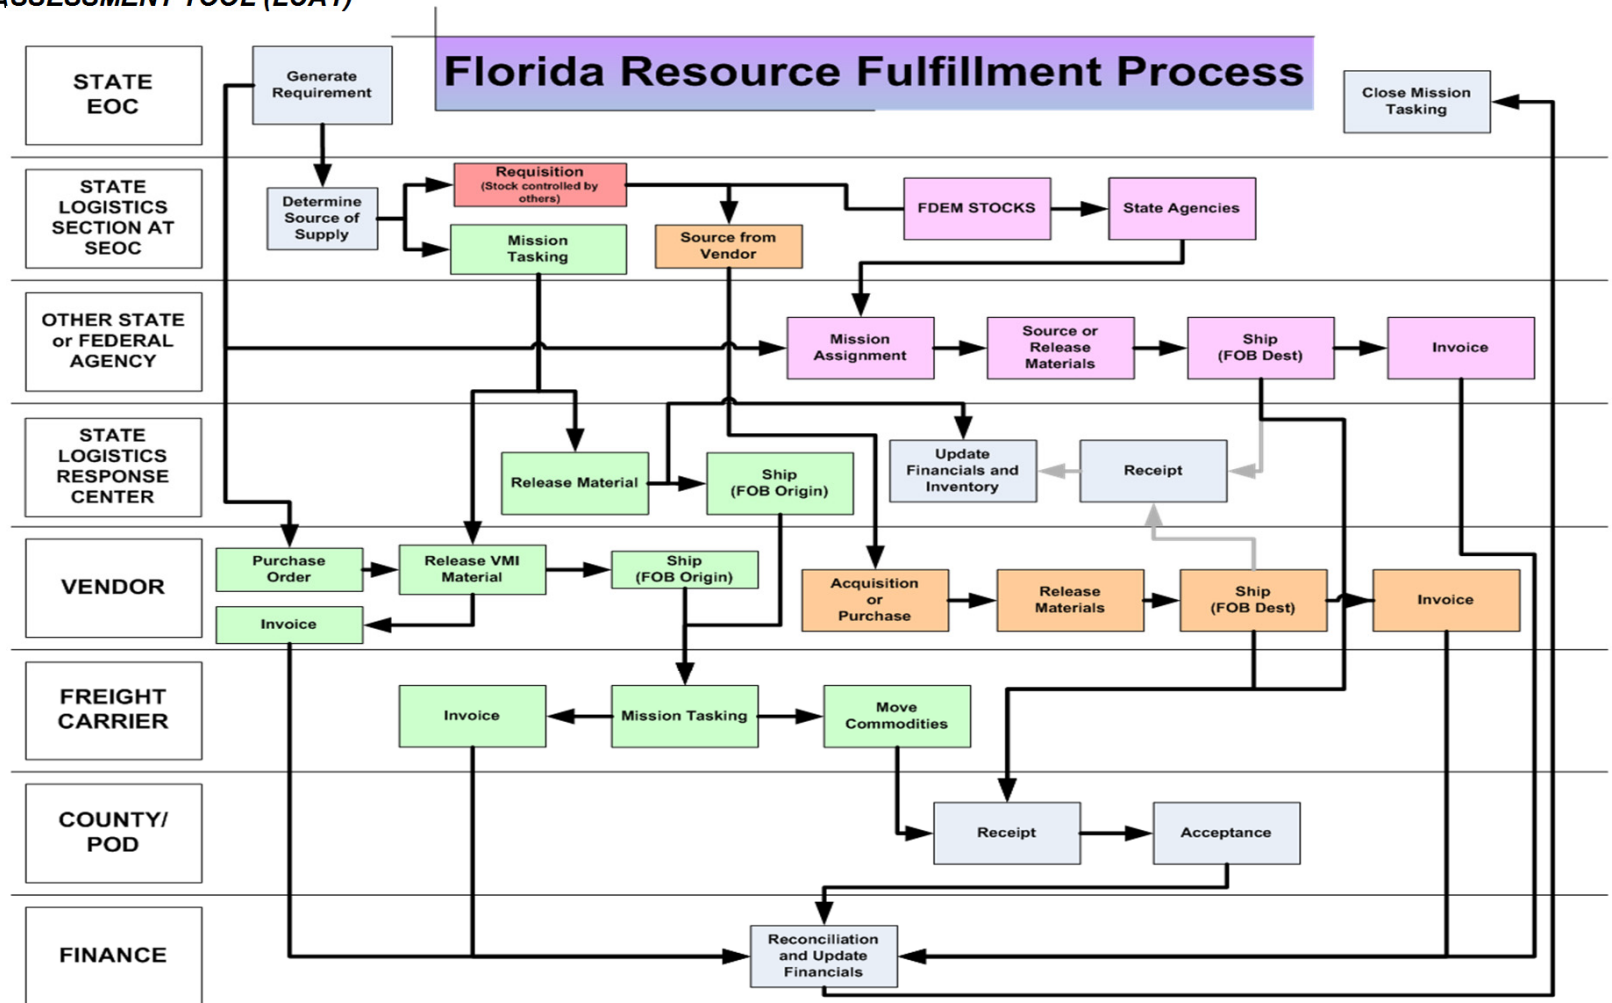 ASSESSMENT TOOL (LCAT)
Florida Resource Fulfillment Process
STATE
EOC
Generate
Requirement
Close Mission
Tasking
STATE
LOGISTICS
SECTION AT
SEOC
Determine
Source of
Supply
Requisition
(Stock controlled by
others)
Mission
Tasking
Source from
Vendor
FDEM STOCKS
State Agencies
OTHER STATE
or FEDERAL
AGENCY
Mission
Assignment
Source or
Release
Materials
Ship
(FOB Dest)
Invoice
STATE
LOGISTICS
RESPONSE
CENTER
Release Material
Ship
(FOB Origin)
Update
Financials and
Inventory
Receipt
VENDOR
Purchase
Order
Release VMI
Material
Ship
(FOB Origin)
Invoice
Acquisition
or
Purchase
Release
Materials
Ship
(FOB Dest)
Invoice
FREIGHT
CARRIER
Invoice
Mission Tasking
Move
Commodities
COUNTY/
POD
Receipt
Acceptance
FINANCE
Reconciliation
and Update
Financials